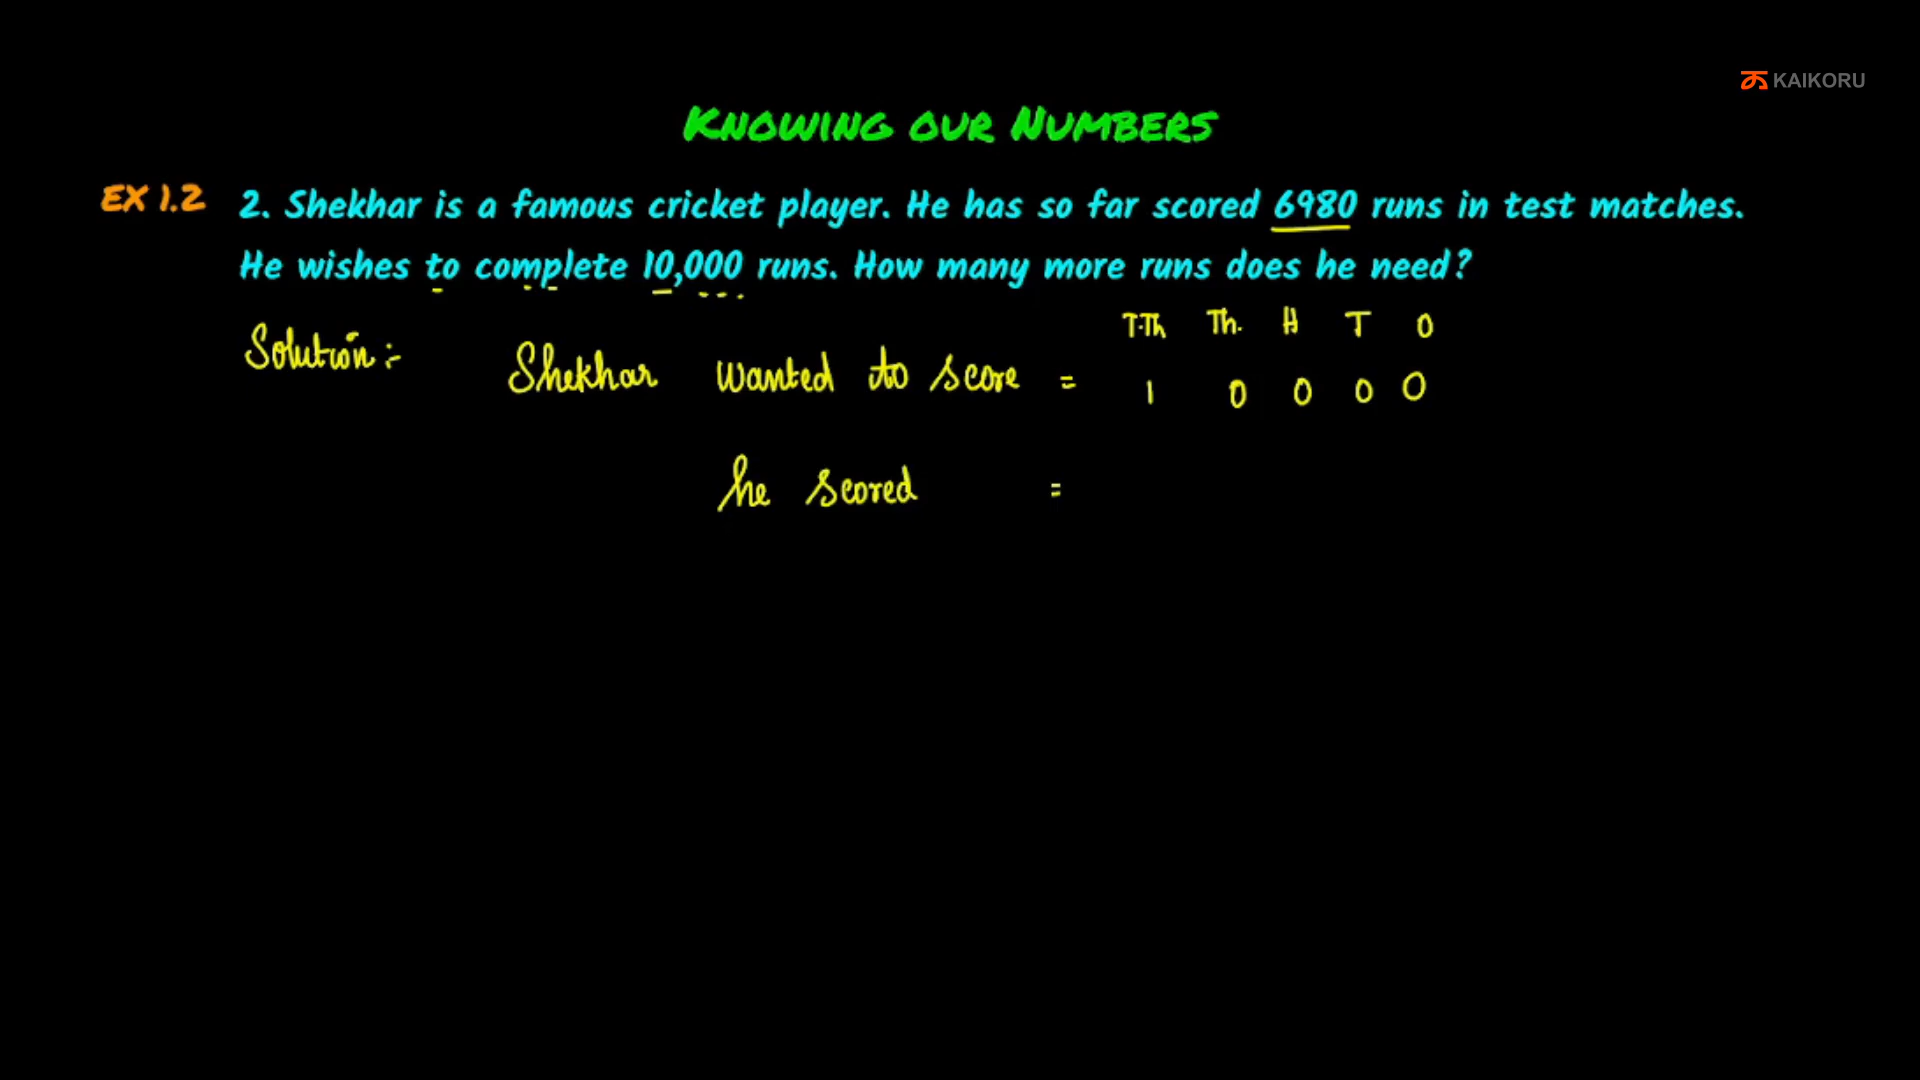 KAIKORU
KNOWING OUR NUMBERS
EX 1.2 2. Shekhar is a famous cricket player. He has so far scored 6980 runs in test matches.
He wishes to complete 10,000 runs. How many more runs does he need?
T.Th Th. H T O
Solution :-
Shekhar wanted to score = 1 0 0 0 0
he scored =